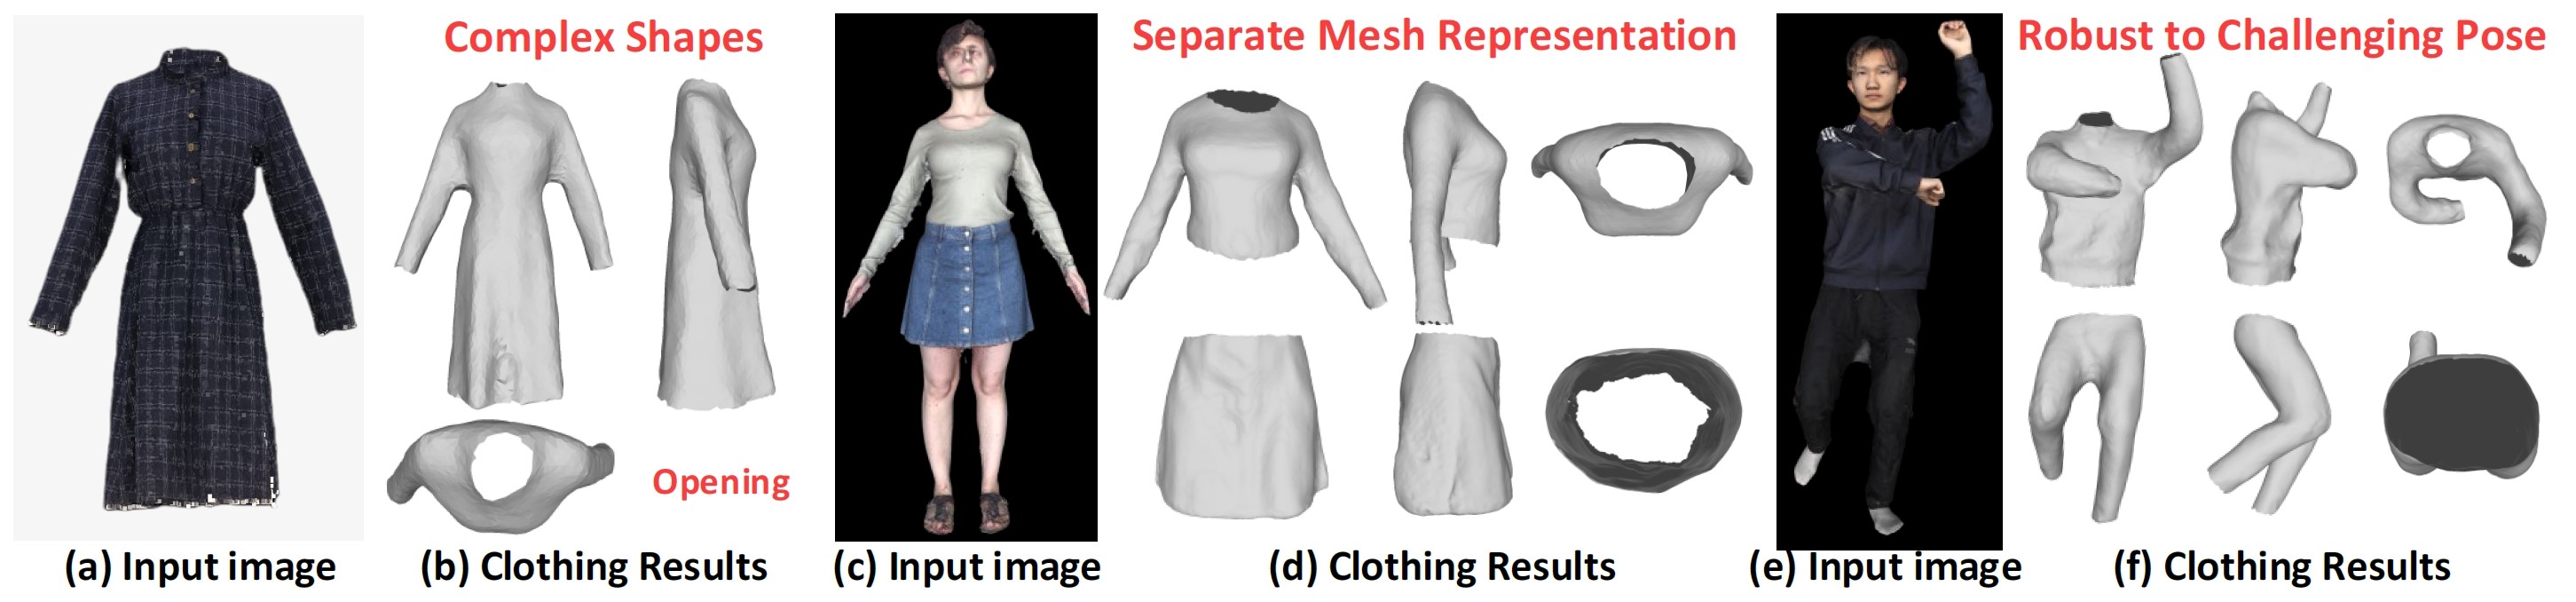 Complex Shapes
Separate Mesh Representation
Robust to Challenging Pose
Opening
(a) Input image
(b) Clothing Results
(c) Input image
(d) Clothing Results
(e) Input image
(f) Clothing Results